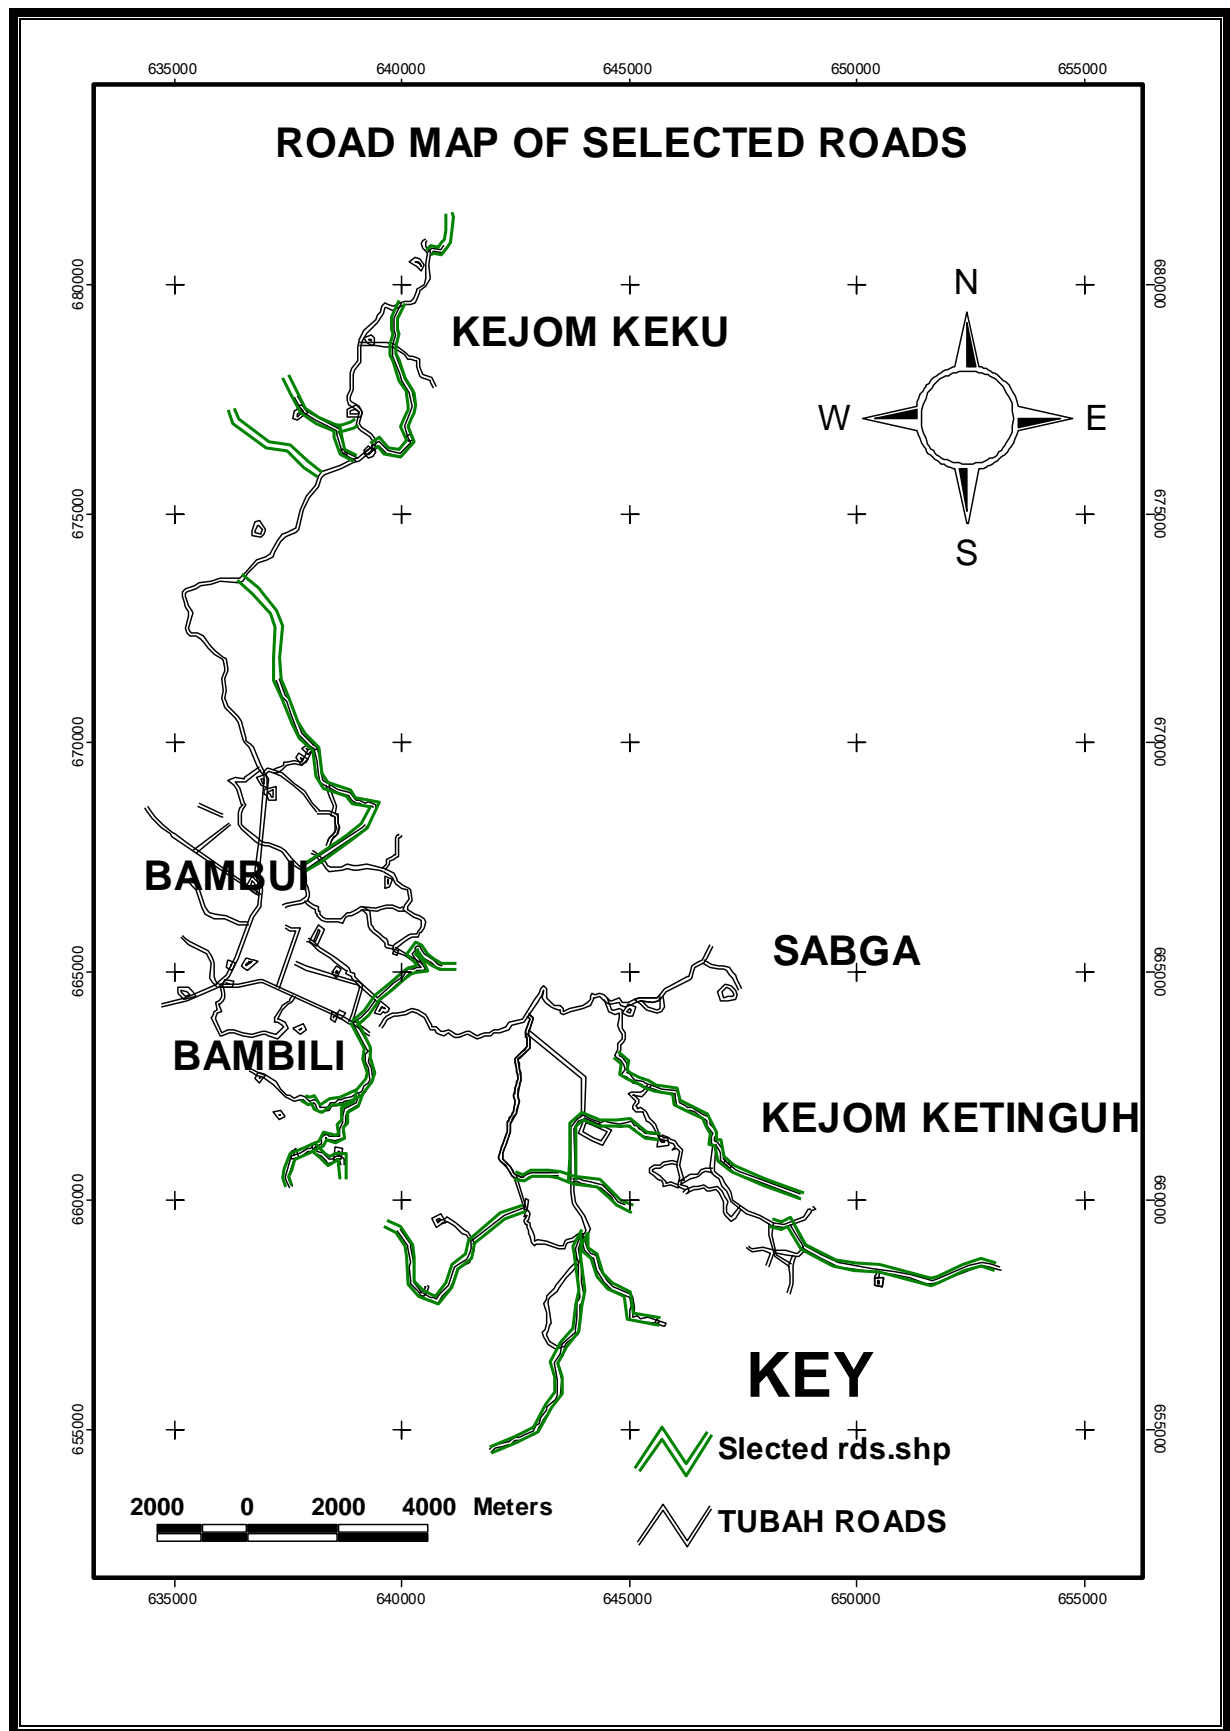 635000 640000 645000 650000 655000
ROAD MAP OF SELECTED ROADS
680000 680000
N
KEJOM KEKU
W E
S
675000 675000
670000 670000
BAMBUI
SABGA
665000 665000
BAMBILI
KEJOM KETINGUH
660000 660000
KEY
655000 655000
Slected rds.shp
2000 0 2000 4000 Meters
TUBAH ROADS
635000 640000 645000 650000 655000